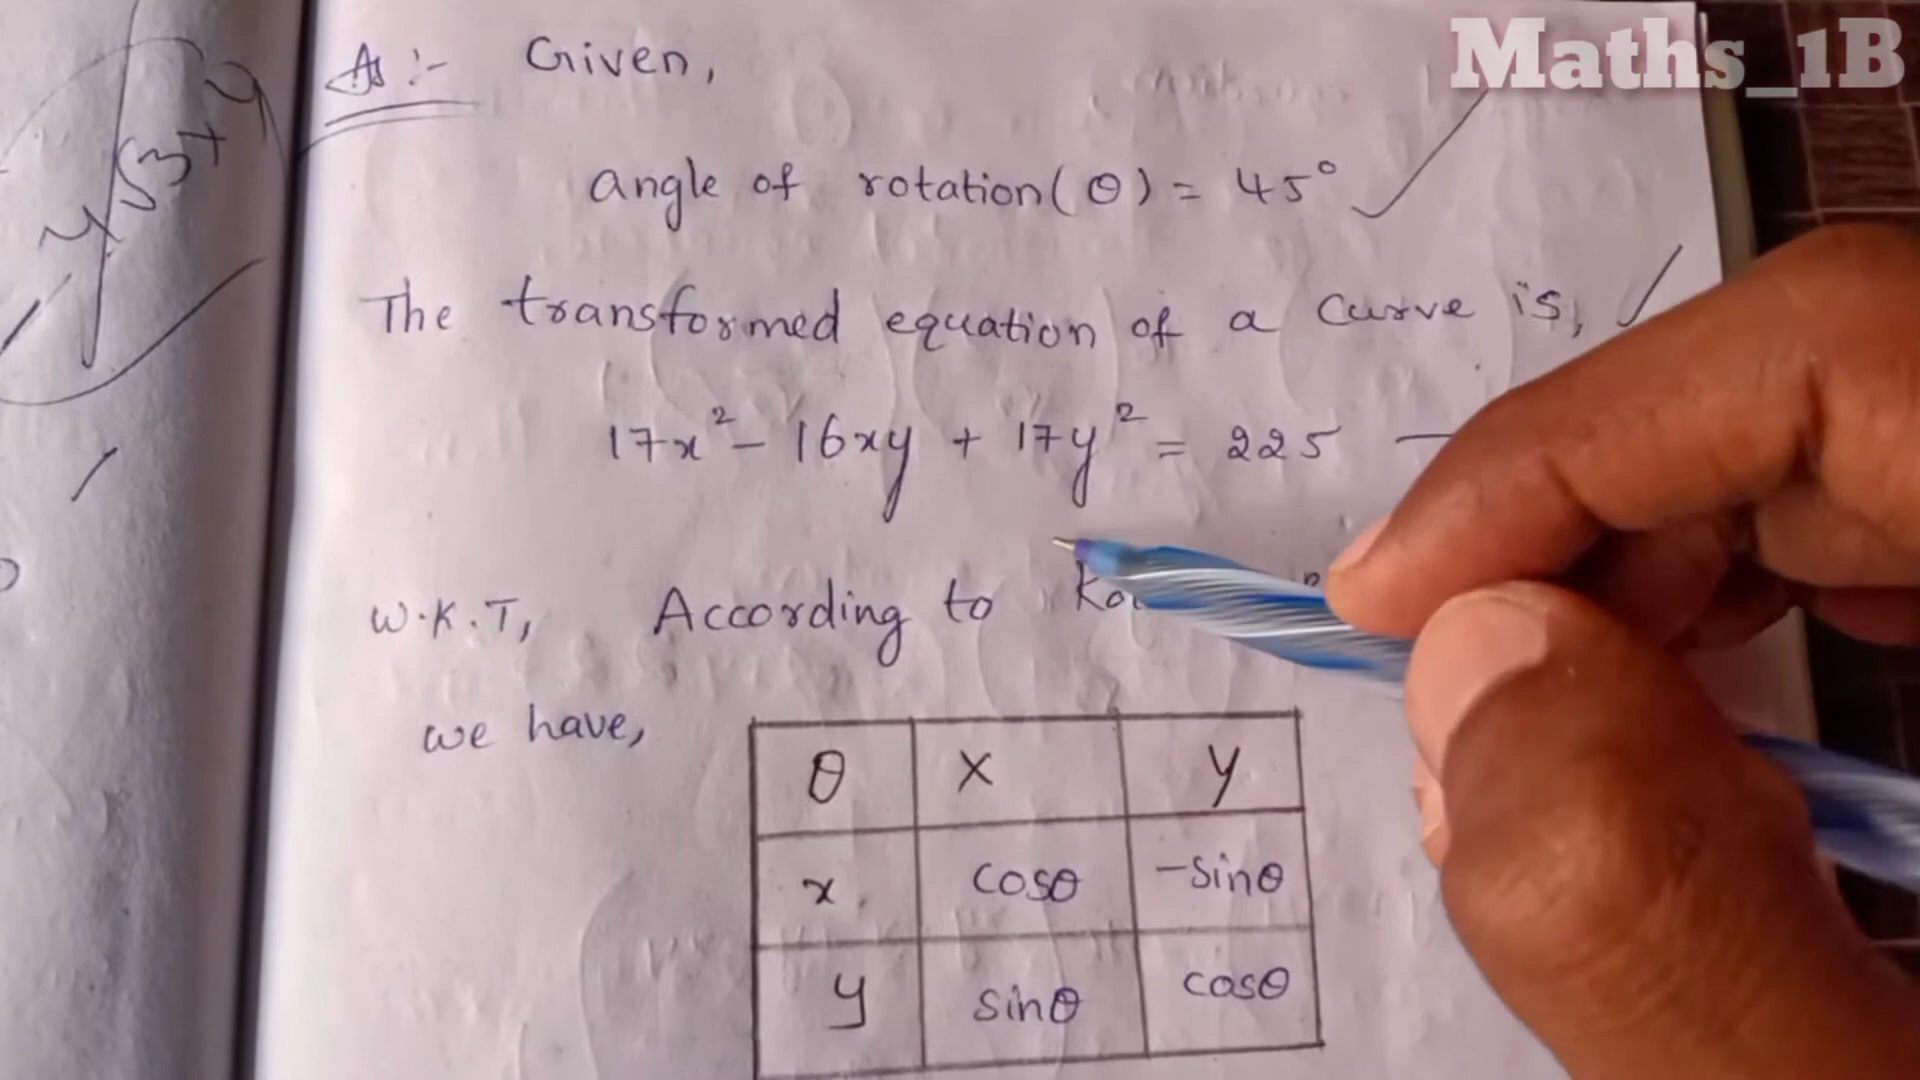 Maths_1B
As :- Given,
angle of rotation(θ) = 45°
The transformed equation of a curve is,
17x² - 16xy + 17y² = 225 —
W.K.T, According to
we have,
θ X Y
x cosθ -sinθ
y sinθ cosθ